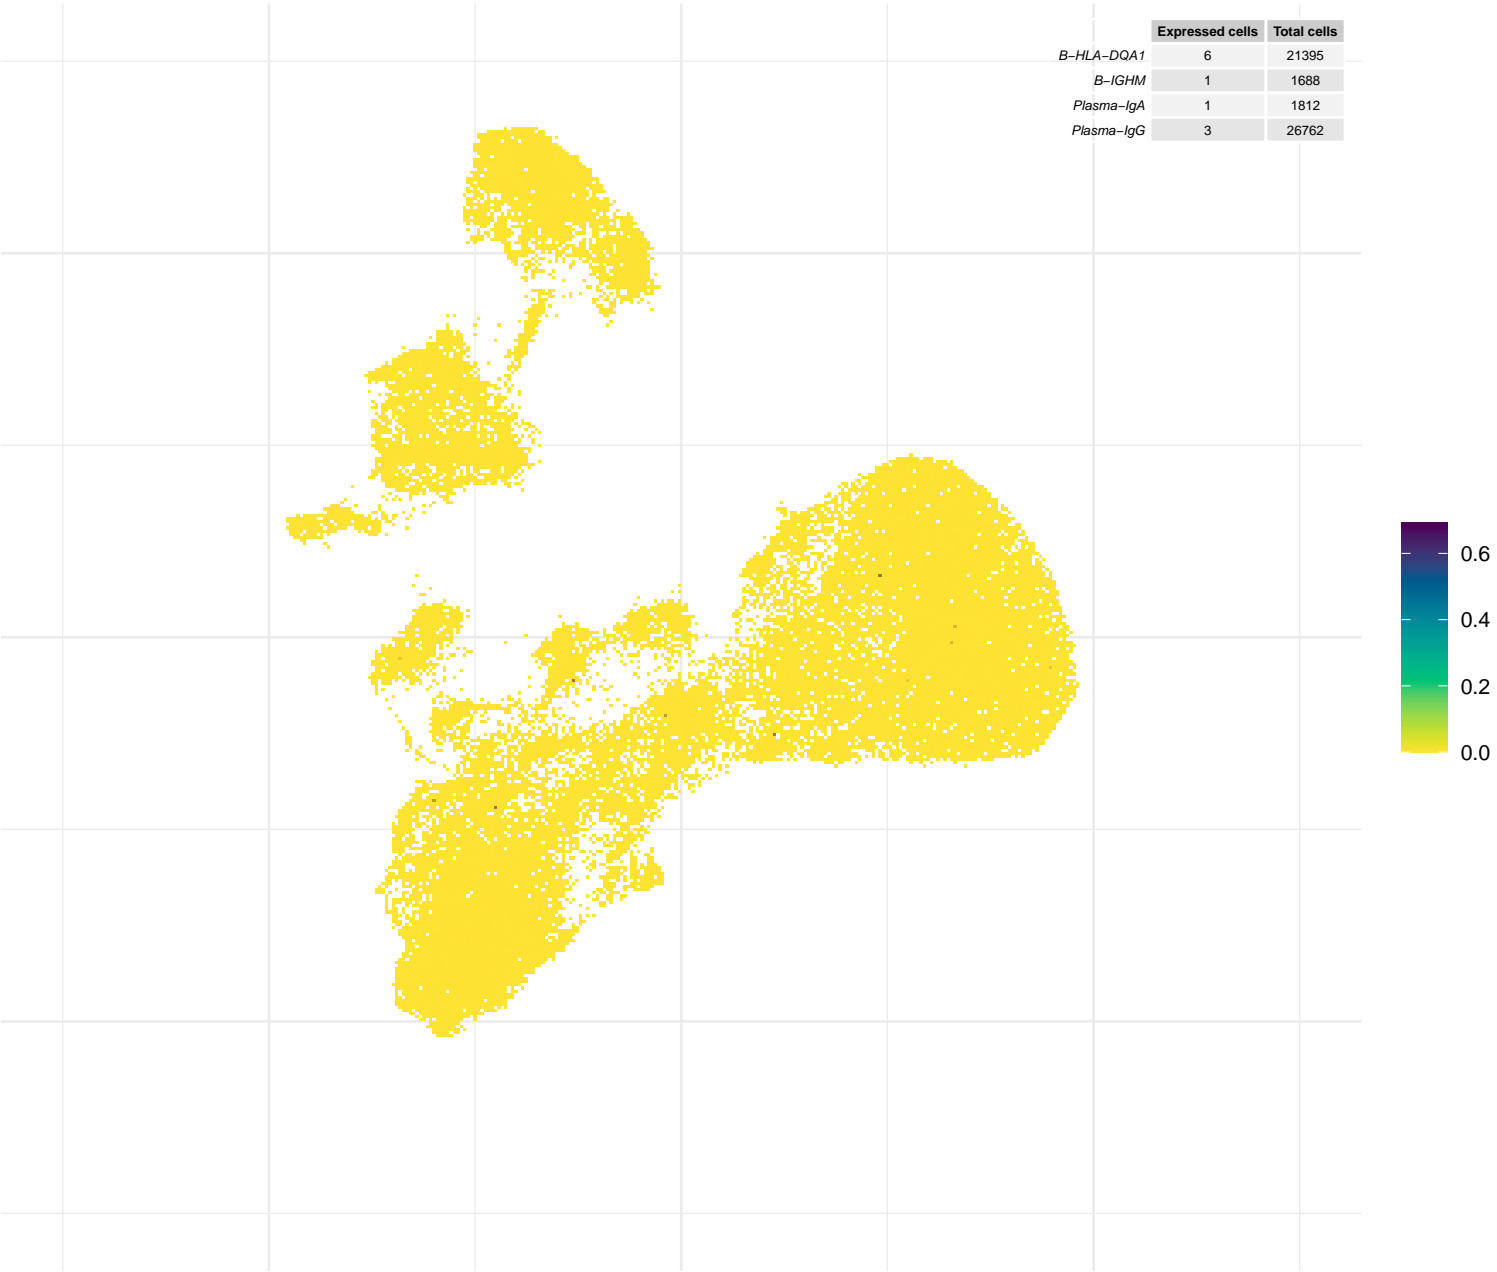 Expressed cells Total cells
B−HLA−DQA1 6 21395
B−IGHM 1 1688
Plasma−IgA 1 1812
Plasma−IgG 3 26762
0.6
0.4
0.2
0.0